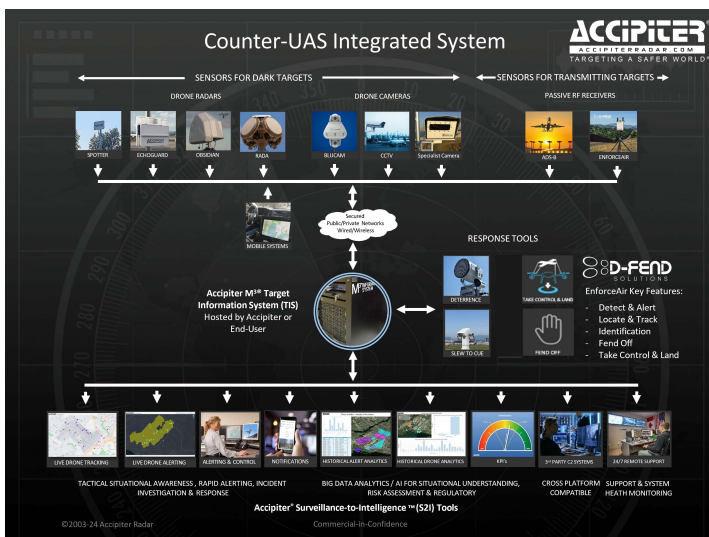 Counter-UAS Integrated System
ACCIPITER®
ACCIPITERRADAR.COM
TARGETING A SAFER WORLD®
SENSORS FOR DARK TARGETS
SENSORS FOR TRANSMITTING TARGETS
DRONE RADARS
DRONE CAMERAS
PASSIVE RF RECEIVERS
SPOTTER
ECHOGUARD
OBSIDIAN
RADA
BLUCAM
CCTV
Specialist Camera
ADS-B
ENFORCEAIR
MOBILE SYSTEMS
Secured
Public/Private Networks
Wired/Wireless
RESPONSE TOOLS
Accipiter M³® Target
Information System (TIS)
Hosted by Accipiter or
End-User
DETERRENCE
TAKE CONTROL & LAND
SLEW TO CUE
FEND OFF
D-FEND
SOLUTIONS
EnforceAir Key Features:
- Detect & Alert
- Locate & Track
- Identification
- Fend Off
- Take Control & Land
LIVE DRONE TRACKING
LIVE DRONE ALERTING
ALERTING & CONTROL
NOTIFICATIONS
HISTORICAL ALERT ANALYTICS
HISTORICAL DRONE ANALYTICS
KPI's
3rd PARTY C2 SYSTEMS
24/7 REMOTE SUPPORT
TACTICAL SITUATIONAL AWARENESS , RAPID ALERTING, INCIDENT
INVESTIGATION & RESPONSE
BIG DATA ANALYTICS / AI FOR SITUATIONAL UNDERSTANDING,
RISK ASSESSMENT & REGULATORY
CROSS PLATFORM
COMPATIBLE
SUPPORT & SYSTEM
HEATH MONITORING
Accipiter® Surveillance-to-Intelligence ™ (S2I) Tools
©2003-24 Accipiter Radar
Commercial-in-Confidence